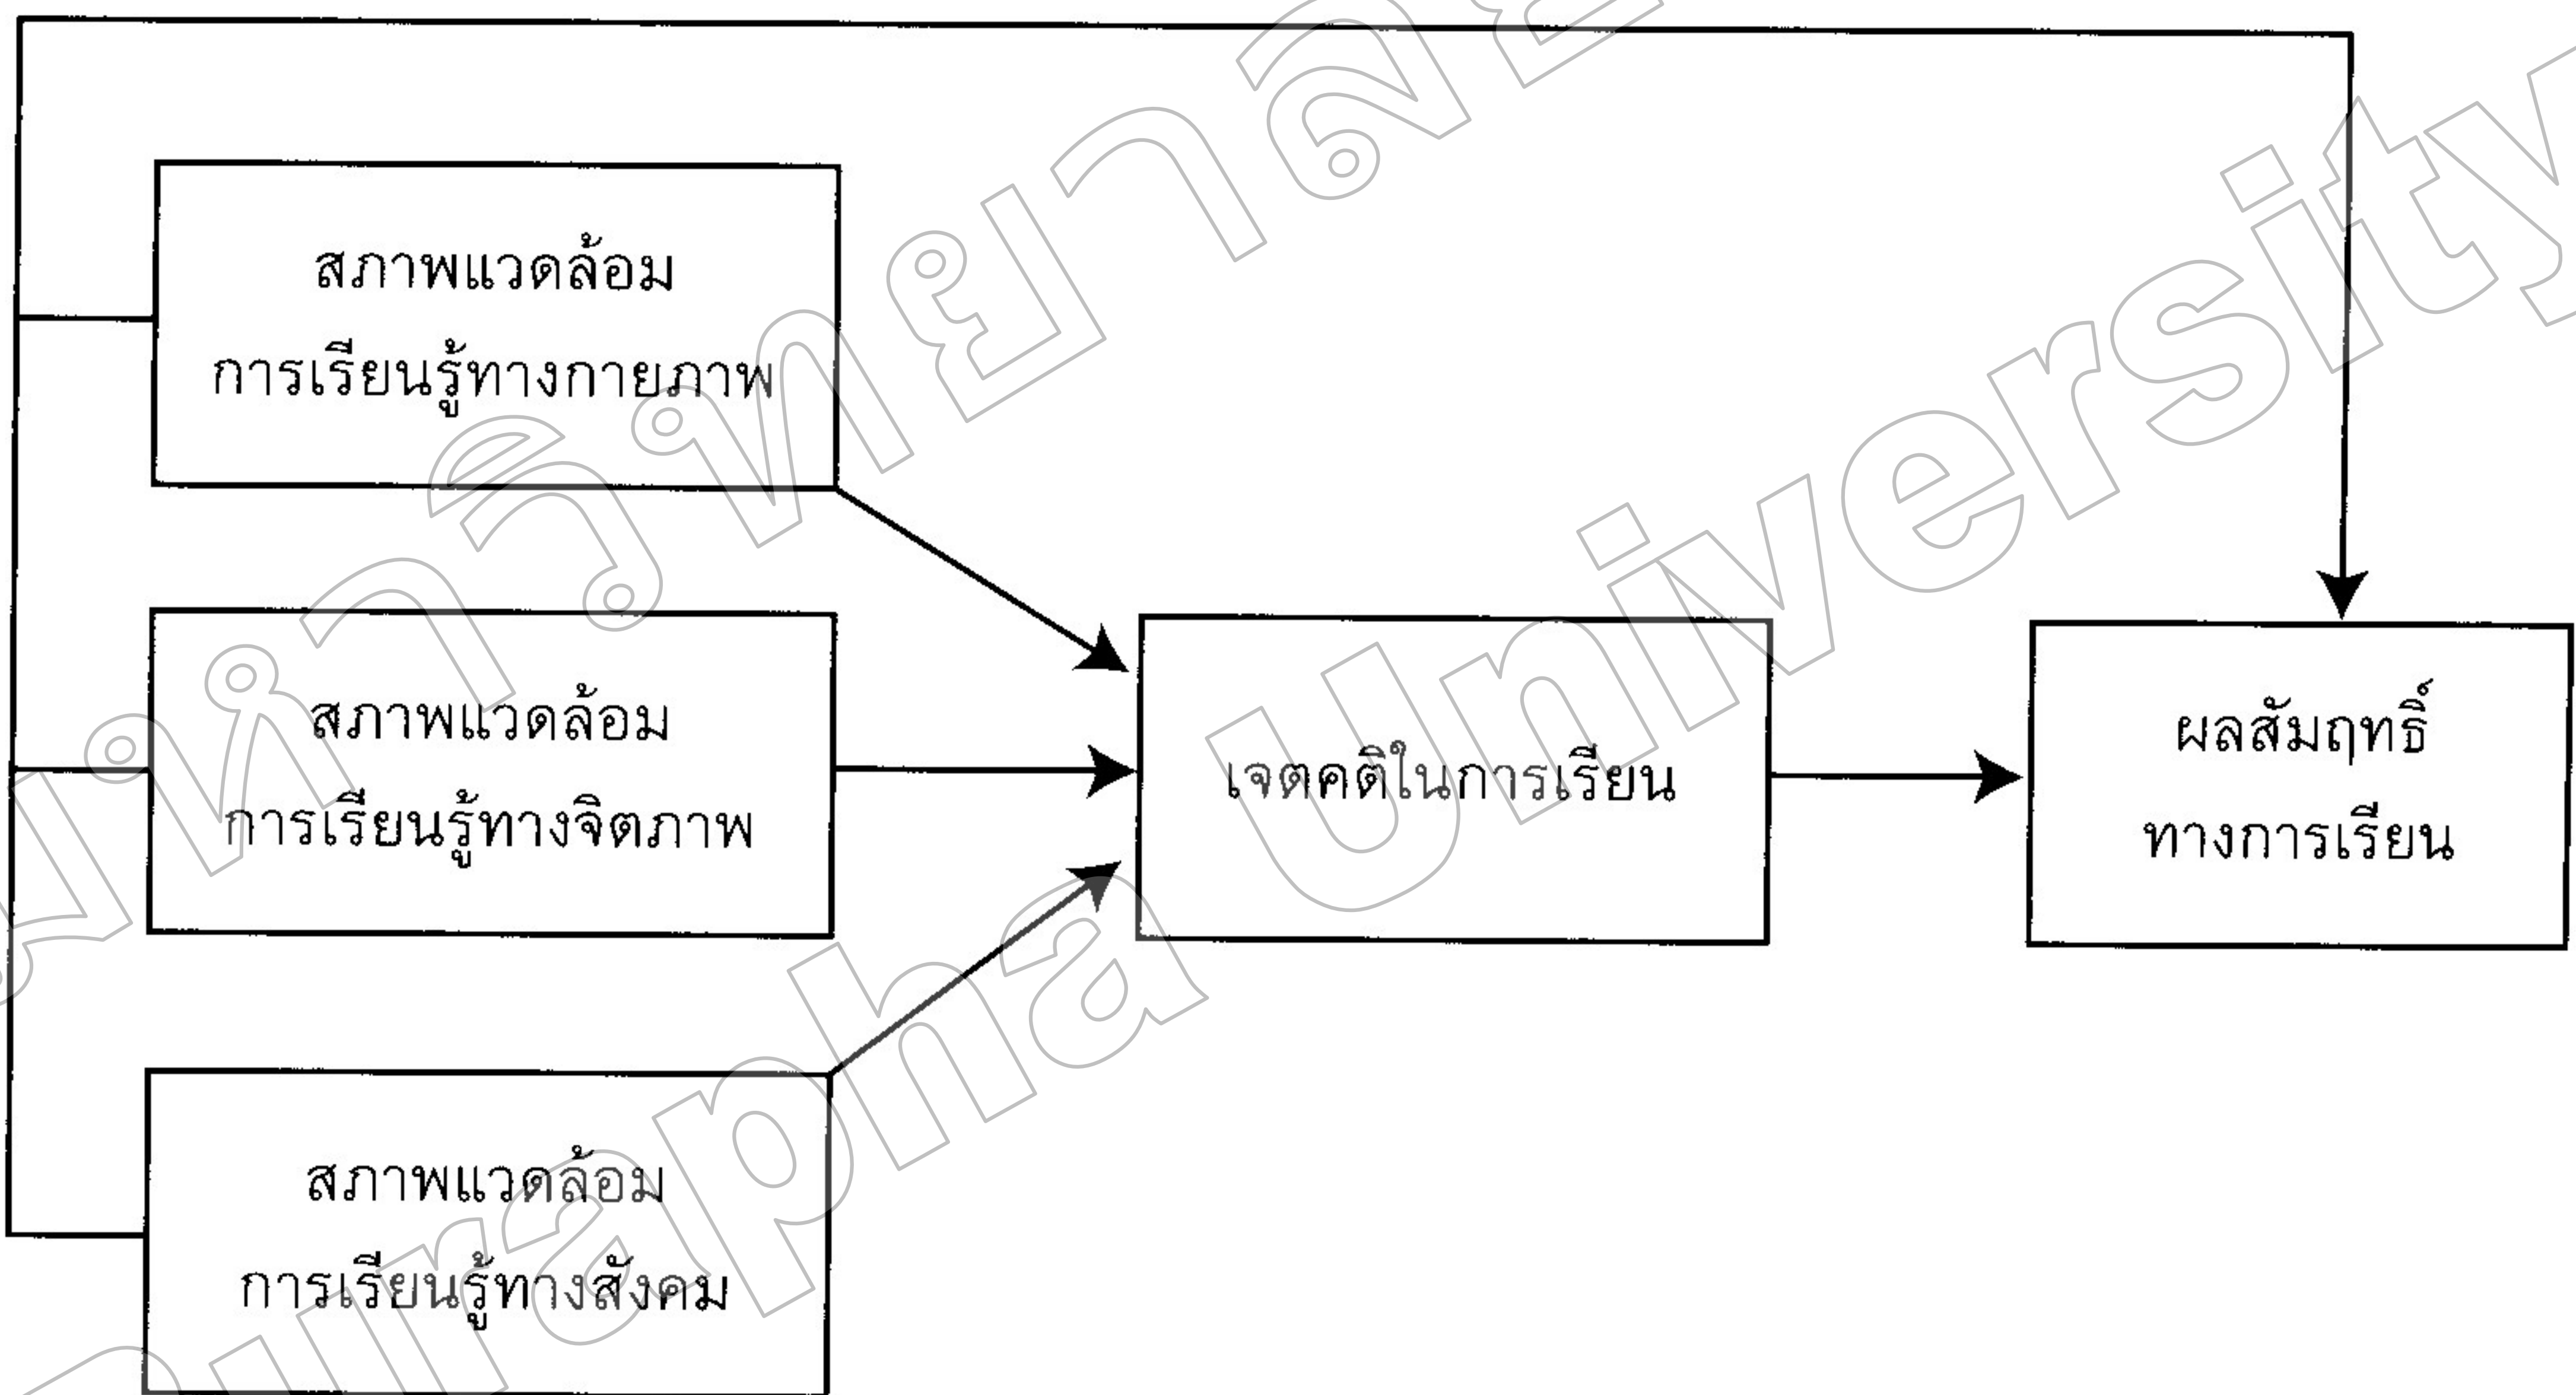 สภาพแวดล้อม
การเรียนรู้ทางกายภาพ
สภาพแวดล้อม
การเรียนรู้ทางจิตภาพ
สภาพแวดล้อม
การเรียนรู้ทางสังคม
เจตคติในการเรียน
ผลสัมฤทธิ์
ทางการเรียน
Burapha University